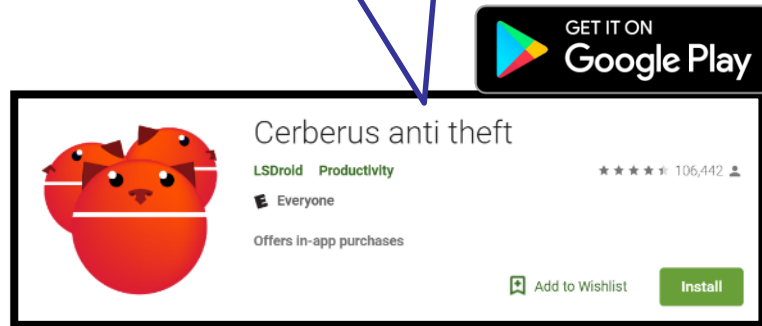 GET IT ON
Google Play
Cerberus anti theft
LSDroid Productivity
106,442
Everyone
Offers in-app purchases
Add to Wishlist
Install